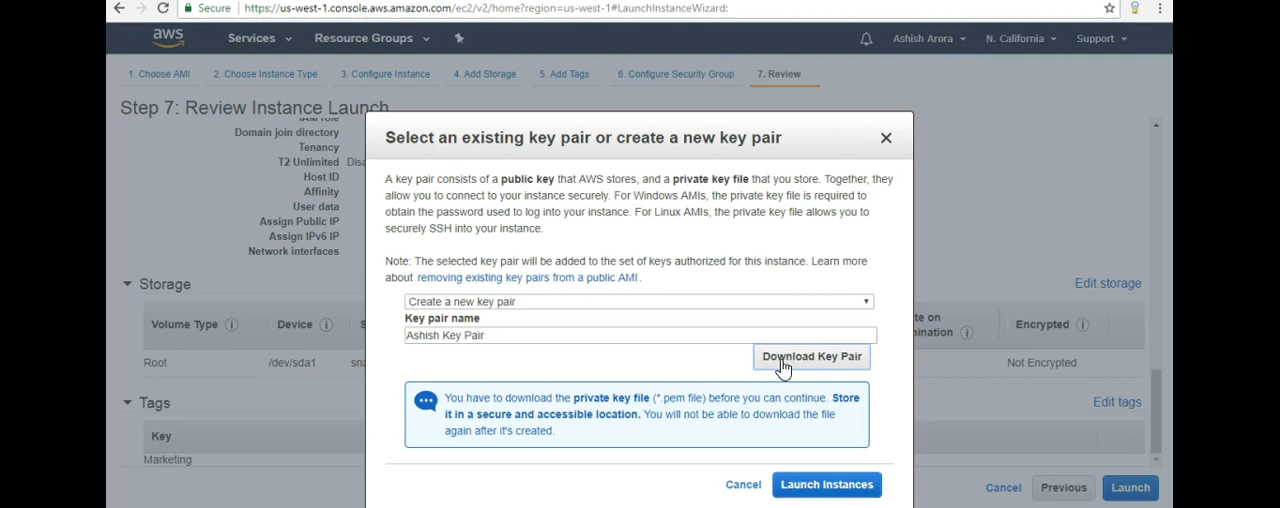 Secure https://us-west-1.console.aws.amazon.com/ec2/v2/home?region=us-west-1#LaunchInstanceWizard:
aws Services Resource Groups Ashish Arora N. California Support
1. Choose AMI 2. Choose Instance Type 3. Configure Instance 4. Add Storage 5. Add Tags 6. Configure Security Group 7. Review
Step 7: Review Instance Launch
IAM role
Domain join directory
Tenancy
T2 Unlimited
Host ID
Affinity
User data
Assign Public IP
Assign IPv6 IP
Network interfaces
Select an existing key pair or create a new key pair
A key pair consists of a public key that AWS stores, and a private key file that you store. Together, they
allow you to connect to your instance securely. For Windows AMIs, the private key file is required to
obtain the password used to log into your instance. For Linux AMIs, the private key file allows you to
securely SSH into your instance.
Note: The selected key pair will be added to the set of keys authorized for this instance. Learn more
about removing existing key pairs from a public AMI .
Create a new key pair
Key pair name
Ashish Key Pair
Download Key Pair
You have to download the private key file (*.pem file) before you can continue. Store
it in a secure and accessible location. You will not be able to download the file
again after it's created.
Cancel Launch Instances
Storage Edit storage
Volume Type Device Encrypted
Root /dev/sda1 Not Encrypted
Tags Edit tags
Key
Marketing
Cancel Previous Launch